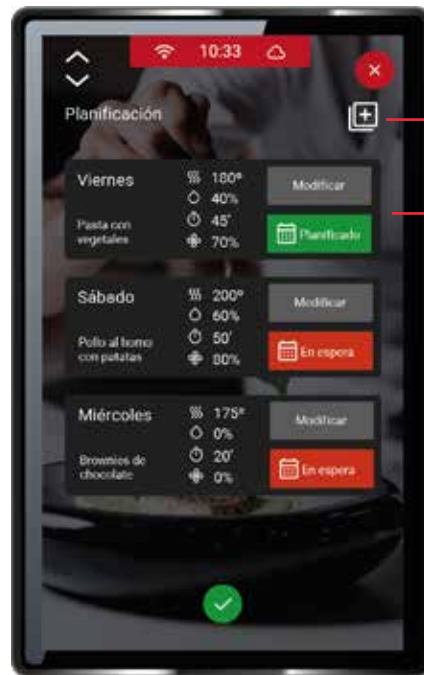 10:33
Planificación
Viernes
180º
40%
45'
70%
Pasta con
vegetales
Modificar
Planificado
Sábado
200º
60%
50'
80%
Pollo al horno
con patatas
Modificar
En espera
Miércoles
175º
0%
20'
0%
Brownies de
chocolate
Modificar
En espera